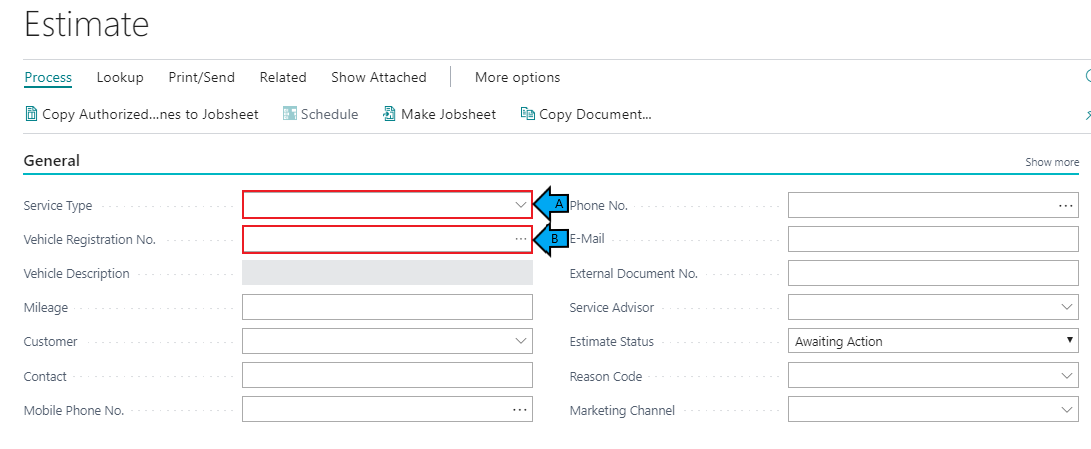 Estimate
Process Lookup Print/Send Related Show Attached More options
Copy Authorized...nes to Jobsheet Schedule Make Jobsheet Copy Document...
General Show more
Service Type A Phone No.
Vehicle Registration No. B E-Mail
Vehicle Description External Document No.
Mileage Service Advisor
Customer Estimate Status Awaiting Action
Contact Reason Code
Mobile Phone No. Marketing Channel